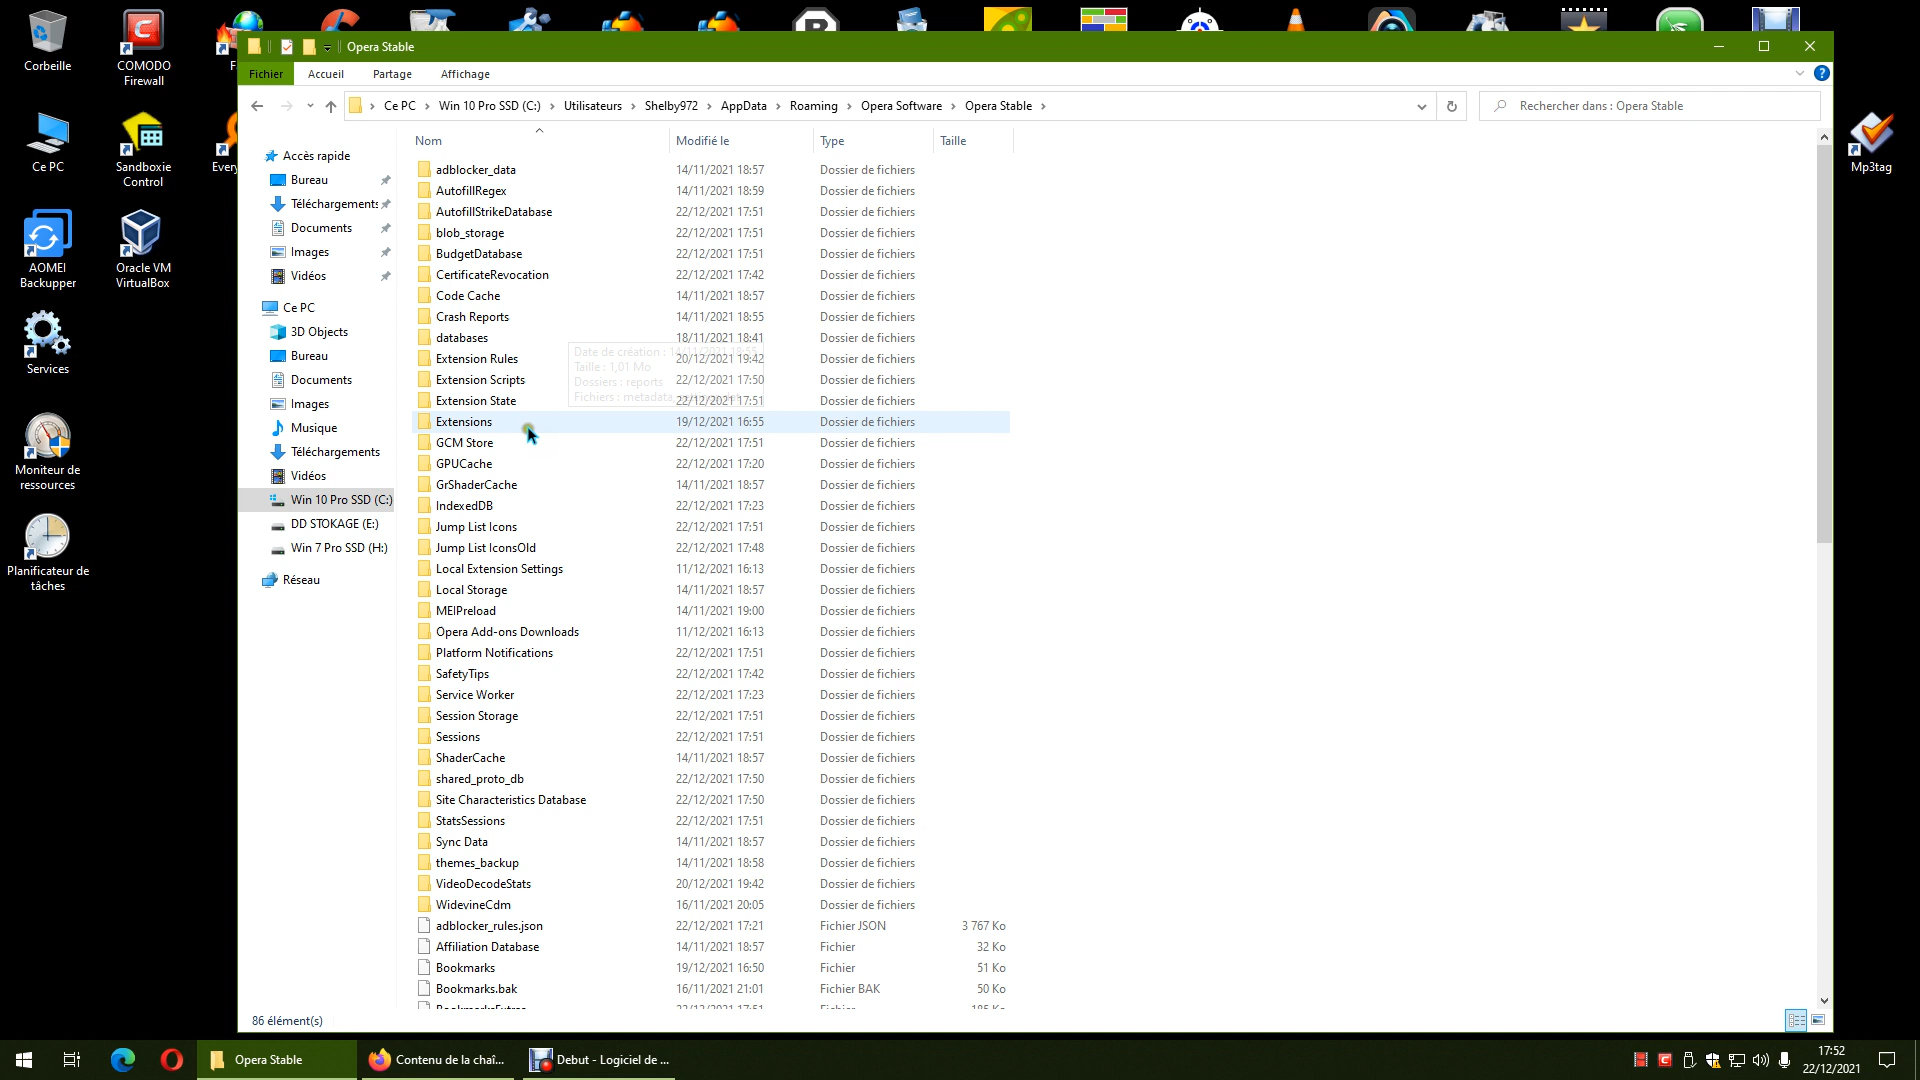 Corbeille
COMODO
Firewall
Ce PC
Sandboxie
Control
Every
AOMEI
Backupper
Oracle VM
VirtualBox
Services
Moniteur de
ressources
Planificateur de
tâches
Mp3tag
Opera Stable
Fichier Accueil Partage Affichage
Ce PC > Win 10 Pro SSD (C:) > Utilisateurs > Shelby972 > AppData > Roaming > Opera Software > Opera Stable >
Rechercher dans : Opera Stable
Accès rapide
Bureau
Téléchargements
Documents
Images
Vidéos
Ce PC
3D Objects
Bureau
Documents
Images
Musique
Téléchargements
Vidéos
Win 10 Pro SSD (C:)
DD STOKAGE (E:)
Win 7 Pro SSD (H:)
Réseau
Nom Modifié le Type Taille
adblocker_data 14/11/2021 18:57 Dossier de fichiers
AutofillRegex 14/11/2021 18:59 Dossier de fichiers
AutofillStrikeDatabase 22/12/2021 17:51 Dossier de fichiers
blob_storage 22/12/2021 17:51 Dossier de fichiers
BudgetDatabase 22/12/2021 17:51 Dossier de fichiers
CertificateRevocation 22/12/2021 17:42 Dossier de fichiers
Code Cache 14/11/2021 18:57 Dossier de fichiers
Crash Reports 14/11/2021 18:55 Dossier de fichiers
databases 18/11/2021 18:41 Dossier de fichiers
Extension Rules 20/12/2021 19:42 Dossier de fichiers
Extension Scripts 22/12/2021 17:50 Dossier de fichiers
Extension State 22/12/2021 17:51 Dossier de fichiers
Extensions 19/12/2021 16:55 Dossier de fichiers
GCM Store 22/12/2021 17:51 Dossier de fichiers
GPUCache 22/12/2021 17:20 Dossier de fichiers
GrShaderCache 14/11/2021 18:57 Dossier de fichiers
IndexedDB 22/12/2021 17:23 Dossier de fichiers
Jump List Icons 22/12/2021 17:51 Dossier de fichiers
Jump List IconsOld 22/12/2021 17:48 Dossier de fichiers
Local Extension Settings 11/12/2021 16:13 Dossier de fichiers
Local Storage 14/11/2021 18:57 Dossier de fichiers
MEIPreload 14/11/2021 19:00 Dossier de fichiers
Opera Add-ons Downloads 11/12/2021 16:13 Dossier de fichiers
Platform Notifications 22/12/2021 17:51 Dossier de fichiers
SafetyTips 22/12/2021 17:42 Dossier de fichiers
Service Worker 22/12/2021 17:23 Dossier de fichiers
Session Storage 22/12/2021 17:51 Dossier de fichiers
Sessions 22/12/2021 17:51 Dossier de fichiers
ShaderCache 14/11/2021 18:57 Dossier de fichiers
shared_proto_db 22/12/2021 17:50 Dossier de fichiers
Site Characteristics Database 22/12/2021 17:50 Dossier de fichiers
StatsSessions 22/12/2021 17:51 Dossier de fichiers
Sync Data 14/11/2021 18:57 Dossier de fichiers
themes_backup 14/11/2021 18:58 Dossier de fichiers
VideoDecodeStats 20/12/2021 19:42 Dossier de fichiers
WidevineCdm 16/11/2021 20:05 Dossier de fichiers
adblocker_rules.json 22/12/2021 17:21 Fichier JSON 3 767 Ko
Affiliation Database 14/11/2021 18:57 Fichier 32 Ko
Bookmarks 19/12/2021 16:50 Fichier 51 Ko
Bookmarks.bak 16/11/2021 21:01 Fichier BAK 50 Ko
Date de création :
Taille : 1,01 Mo
Dossiers : reports
Fichiers : metadata,
86 élément(s)
Opera Stable
Contenu de la chaî...
Debut - Logiciel de ...
17:52
22/12/2021